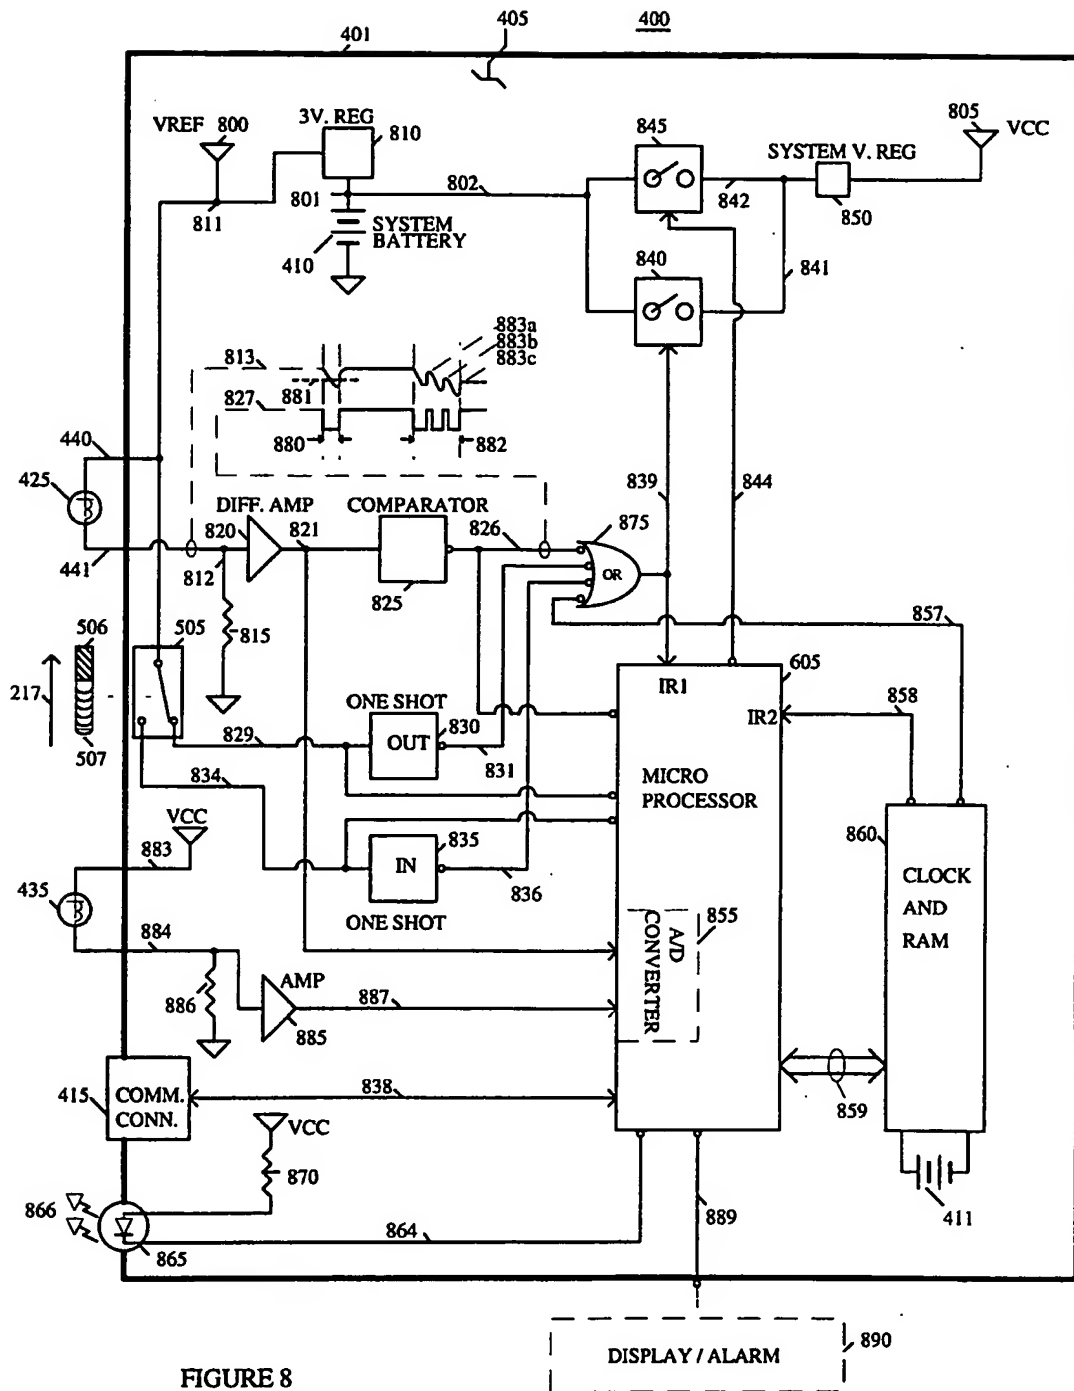 405
400
401
VREF
800
3V. REG
810
845
805
VCC
SYSTEM V. REG
801
802
842
850
811
SYSTEM
BATTERY
410
840
841
883a
883b
883c
813
881
827
880
882
440
425
839
844
DIFF. AMP
COMPARATOR
820
821
826
875
441
812
825
OR
857
506
505
815
605
217
IR1
ONE SHOT
858
829
OUT
830
IR2
507
831
834
MICRO
PROCESSOR
VCC
883
835
860
IN
CLOCK
AND
RAM
435
836
ONE SHOT
855
884
A/D
CONVERTER
AMP
887
886
885
415
COMM.
CONN.
838
859
VCC
870
866
889
411
864
865
890
DISPLAY / ALARM
FIGURE 8